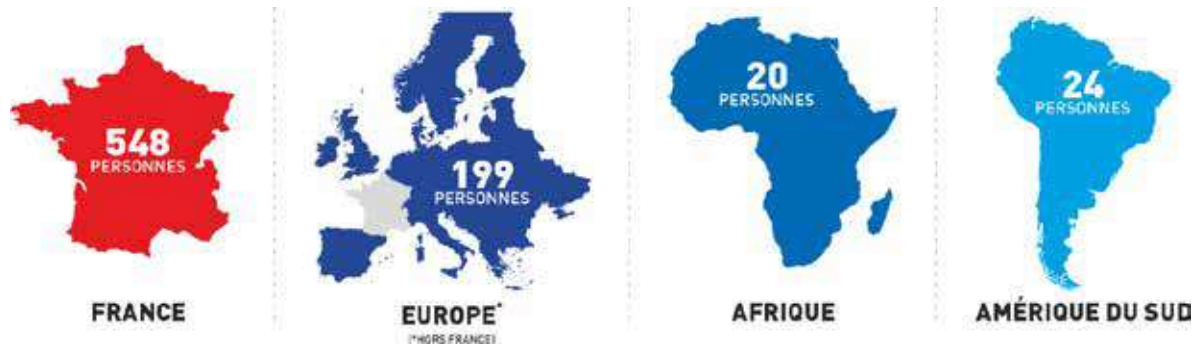 548
PERSONNES
FRANCE
199
PERSONNES
EUROPE*
(*HORS FRANCE)
20
PERSONNES
AFRIQUE
24
PERSONNES
AMÉRIQUE DU SUD